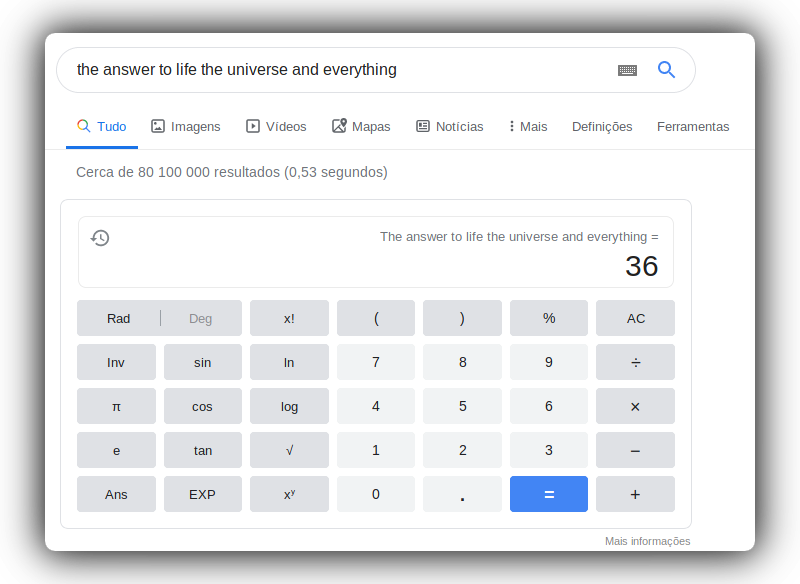 the answer to life the universe and everything
Tudo Imagens Vídeos Mapas Notícias Mais Definições Ferramentas
Cerca de 80 100 000 resultados (0,53 segundos)
The answer to life the universe and everything =
36
Rad Deg x! ( ) % AC
Inv sin ln 7 8 9 ÷
π cos log 4 5 6 ×
e tan √ 1 2 3 −
Ans EXP xʸ 0 . = +
Mais informações